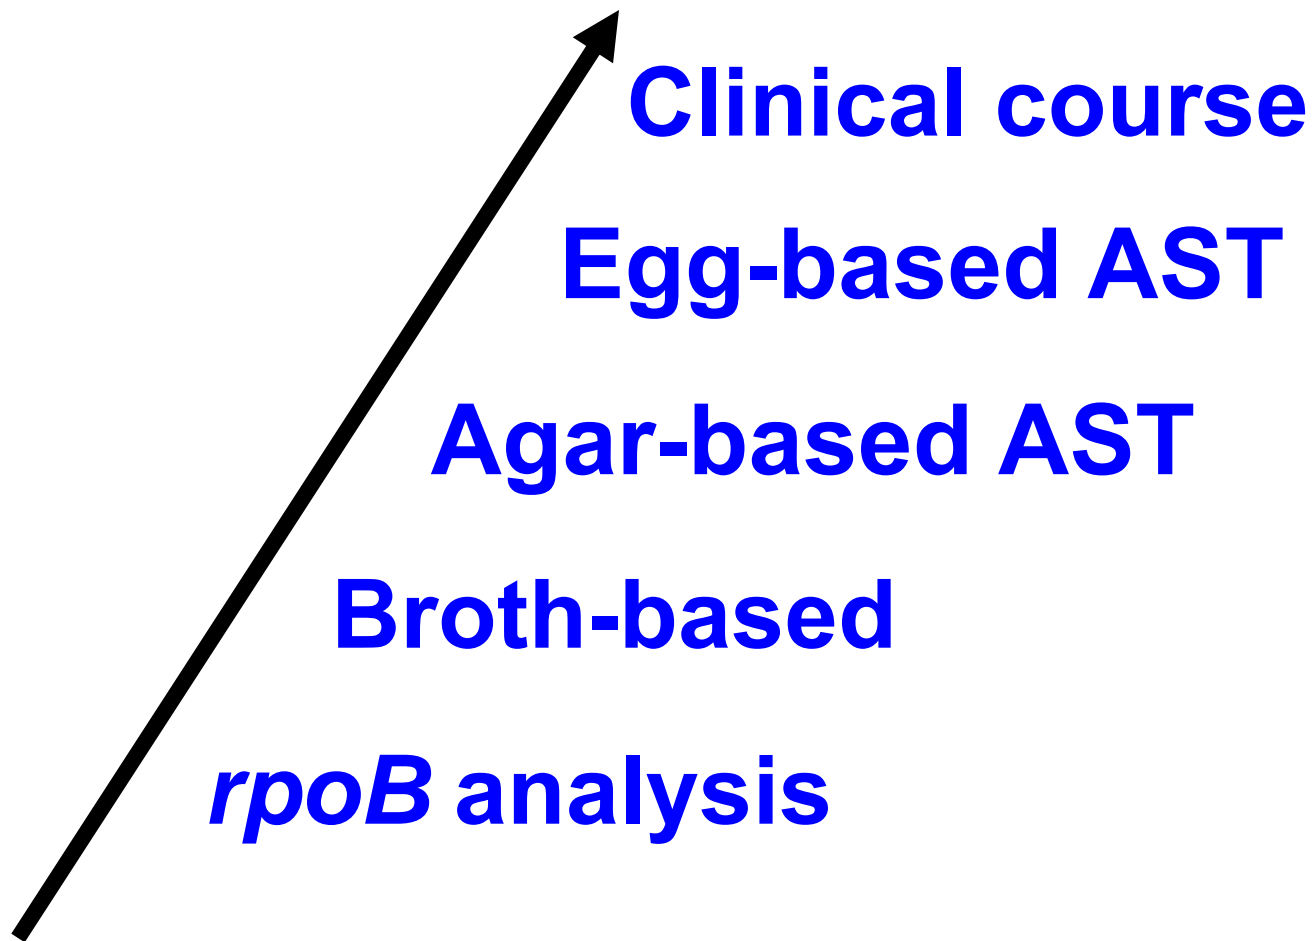 Clinical course
Egg-based AST
Agar-based AST
Broth-based
rpoB analysis